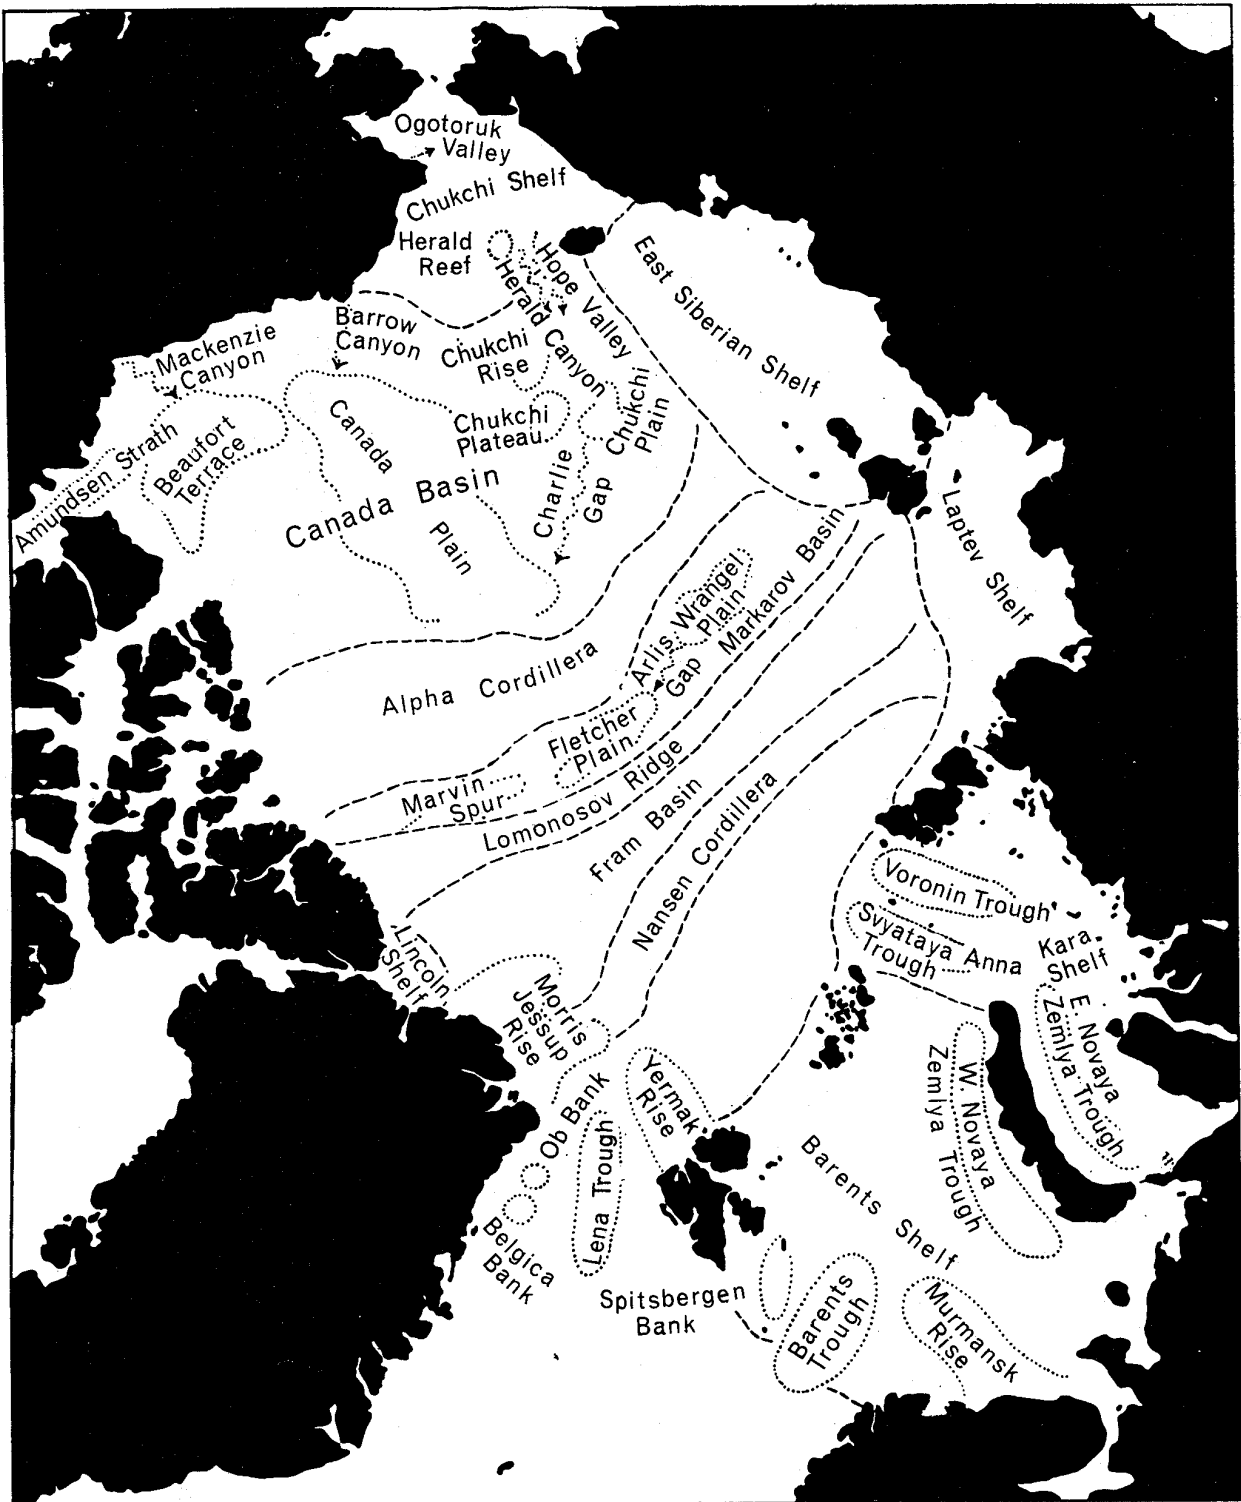 Ogotoruk
Valley
Chukchi Shelf
Herald
Reef
Hope Valley
Herald Canyon
East Siberian Shelf
Barrow
Canyon
Mackenzie
Canyon
Chukchi
Rise
Chukchi
Plain
Chukchi
Plateau
Canada
Plain
Beaufort
Terrace
Amundsen Strath
Canada Basin
Charlie
Gap
Laptev Shelf
Wrangel
Plain
Markarov Basin
Arlis
Gap
Alpha Cordillera
Fletcher
Plain
Marvin
Spur
Lomonosov Ridge
Fram Basin
Nansen Cordillera
Voronin Trough
Svyataya Anna
Trough
Kara
Shelf
Lincoln
Shelf
Morris
Jessup
Rise
E. Novaya
Zemlya Trough
W. Novaya
Zemlya Trough
Yermak
Rise
Ob Bank
Lena Trough
Belgica
Bank
Barents Shelf
Spitsbergen
Bank
Barents
Trough
Murmansk
Rise